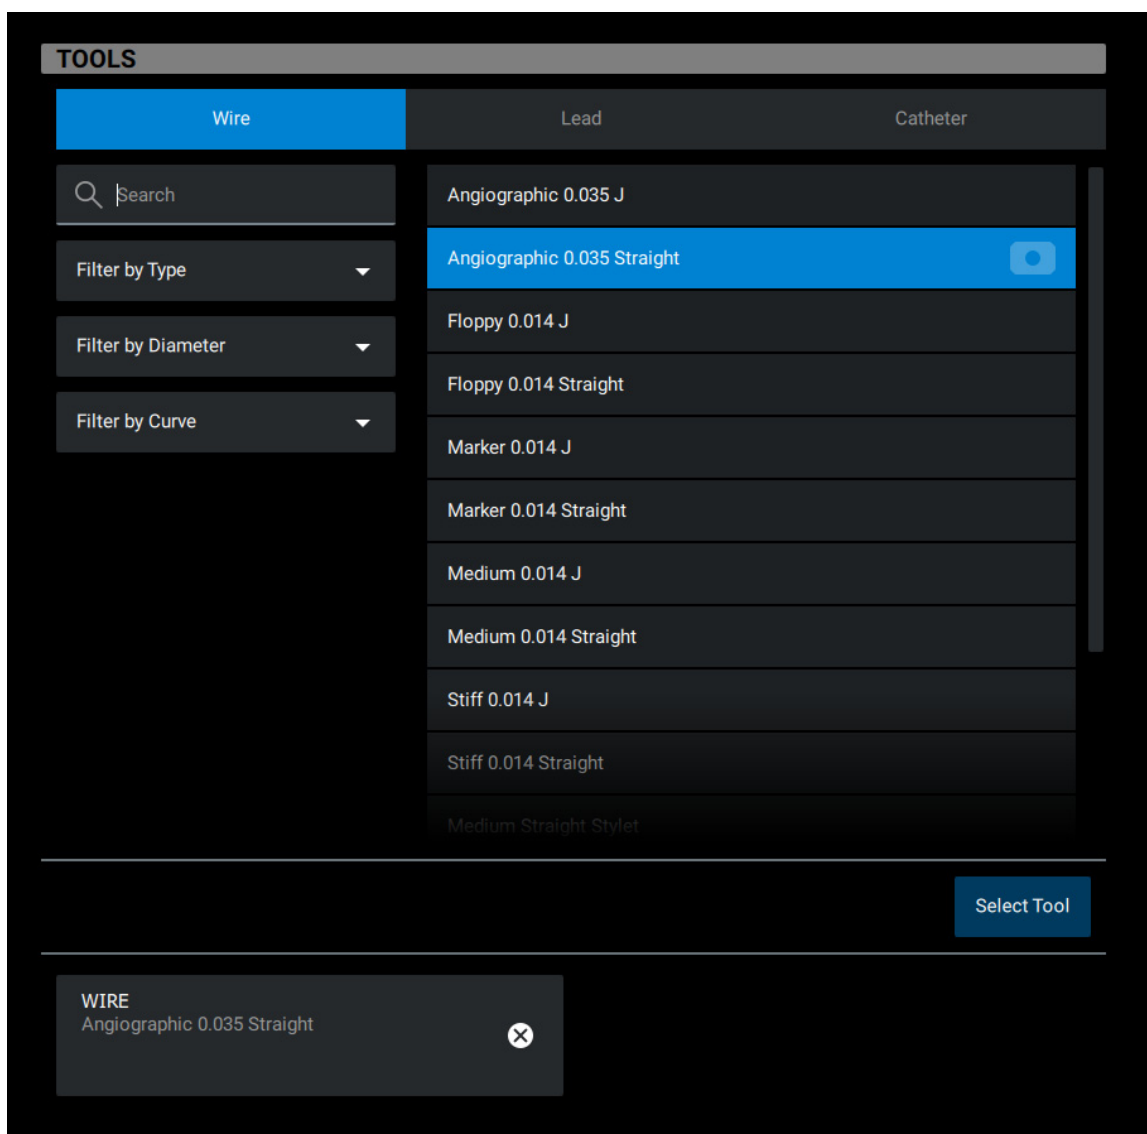 TOOLS
Wire Lead Catheter
Search
Filter by Type
Filter by Diameter
Filter by Curve
Angiographic 0.035 J
Angiographic 0.035 Straight
Floppy 0.014 J
Floppy 0.014 Straight
Marker 0.014 J
Marker 0.014 Straight
Medium 0.014 J
Medium 0.014 Straight
Stiff 0.014 J
Stiff 0.014 Straight
Medium Straight Stylet
Select Tool
WIRE
Angiographic 0.035 Straight